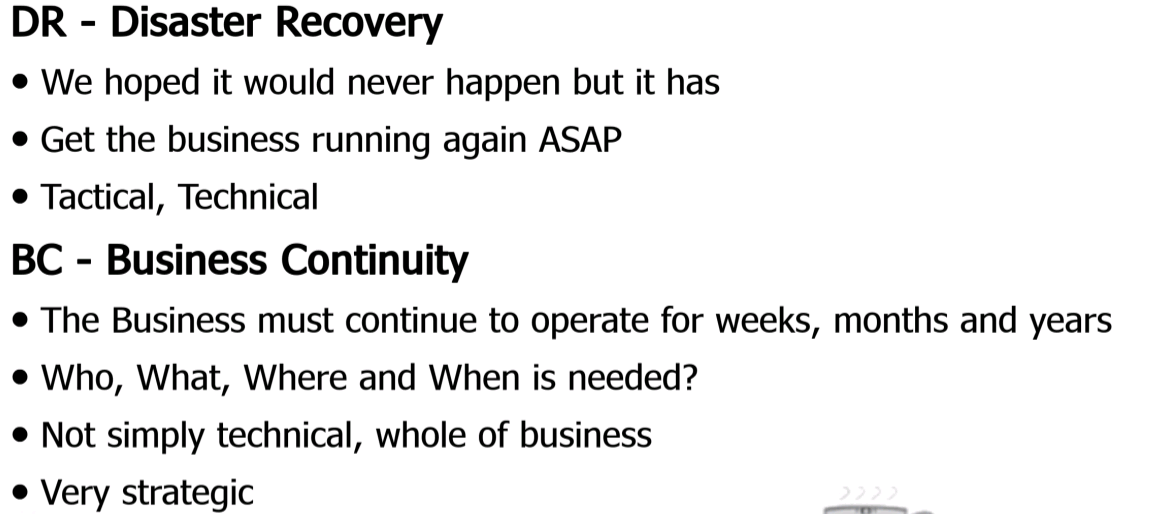 DR - Disaster Recovery
• We hoped it would never happen but it has
• Get the business running again ASAP
• Tactical, Technical
BC - Business Continuity
• The Business must continue to operate for weeks, months and years
• Who, What, Where and When is needed?
• Not simply technical, whole of business
• Very strategic